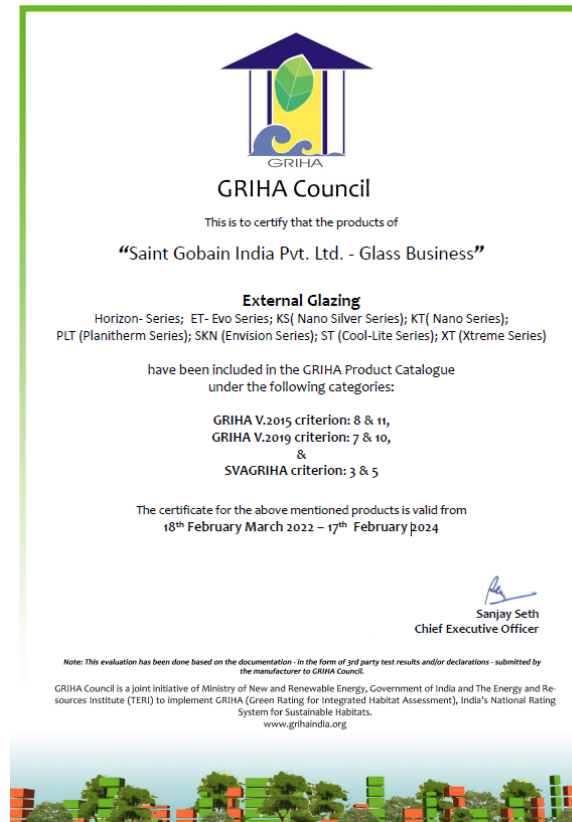 GRIHA
GRIHA Council
This is to certify that the products of
“Saint Gobain India Pvt. Ltd. - Glass Business”
External Glazing
Horizon- Series; ET- Evo Series; KS( Nano Silver Series); KT( Nano Series);
PLT (Planitherm Series); SKN (Envision Series); ST (Cool-Lite Series); XT (Xtreme Series)
have been included in the GRIHA Product Catalogue
under the following categories:
GRIHA V.2015 criterion: 8 & 11,
GRIHA V.2019 criterion: 7 & 10,
&
SVAGRIHA criterion: 3 & 5
The certificate for the above mentioned products is valid from
18th February March 2022 – 17th February 2024
Sanjay Seth
Chief Executive Officer
Note: This evaluation has been done based on the documentation - in the form of 3rd party test results and/or declarations - submitted by
the manufacturer to GRIHA Council.
GRIHA Council is a joint initiative of Ministry of New and Renewable Energy, Government of India and The Energy and Re-
sources Institute (TERI) to implement GRIHA (Green Rating for Integrated Habitat Assessment), India's National Rating
System for Sustainable Habitats.
www.grihaindia.org